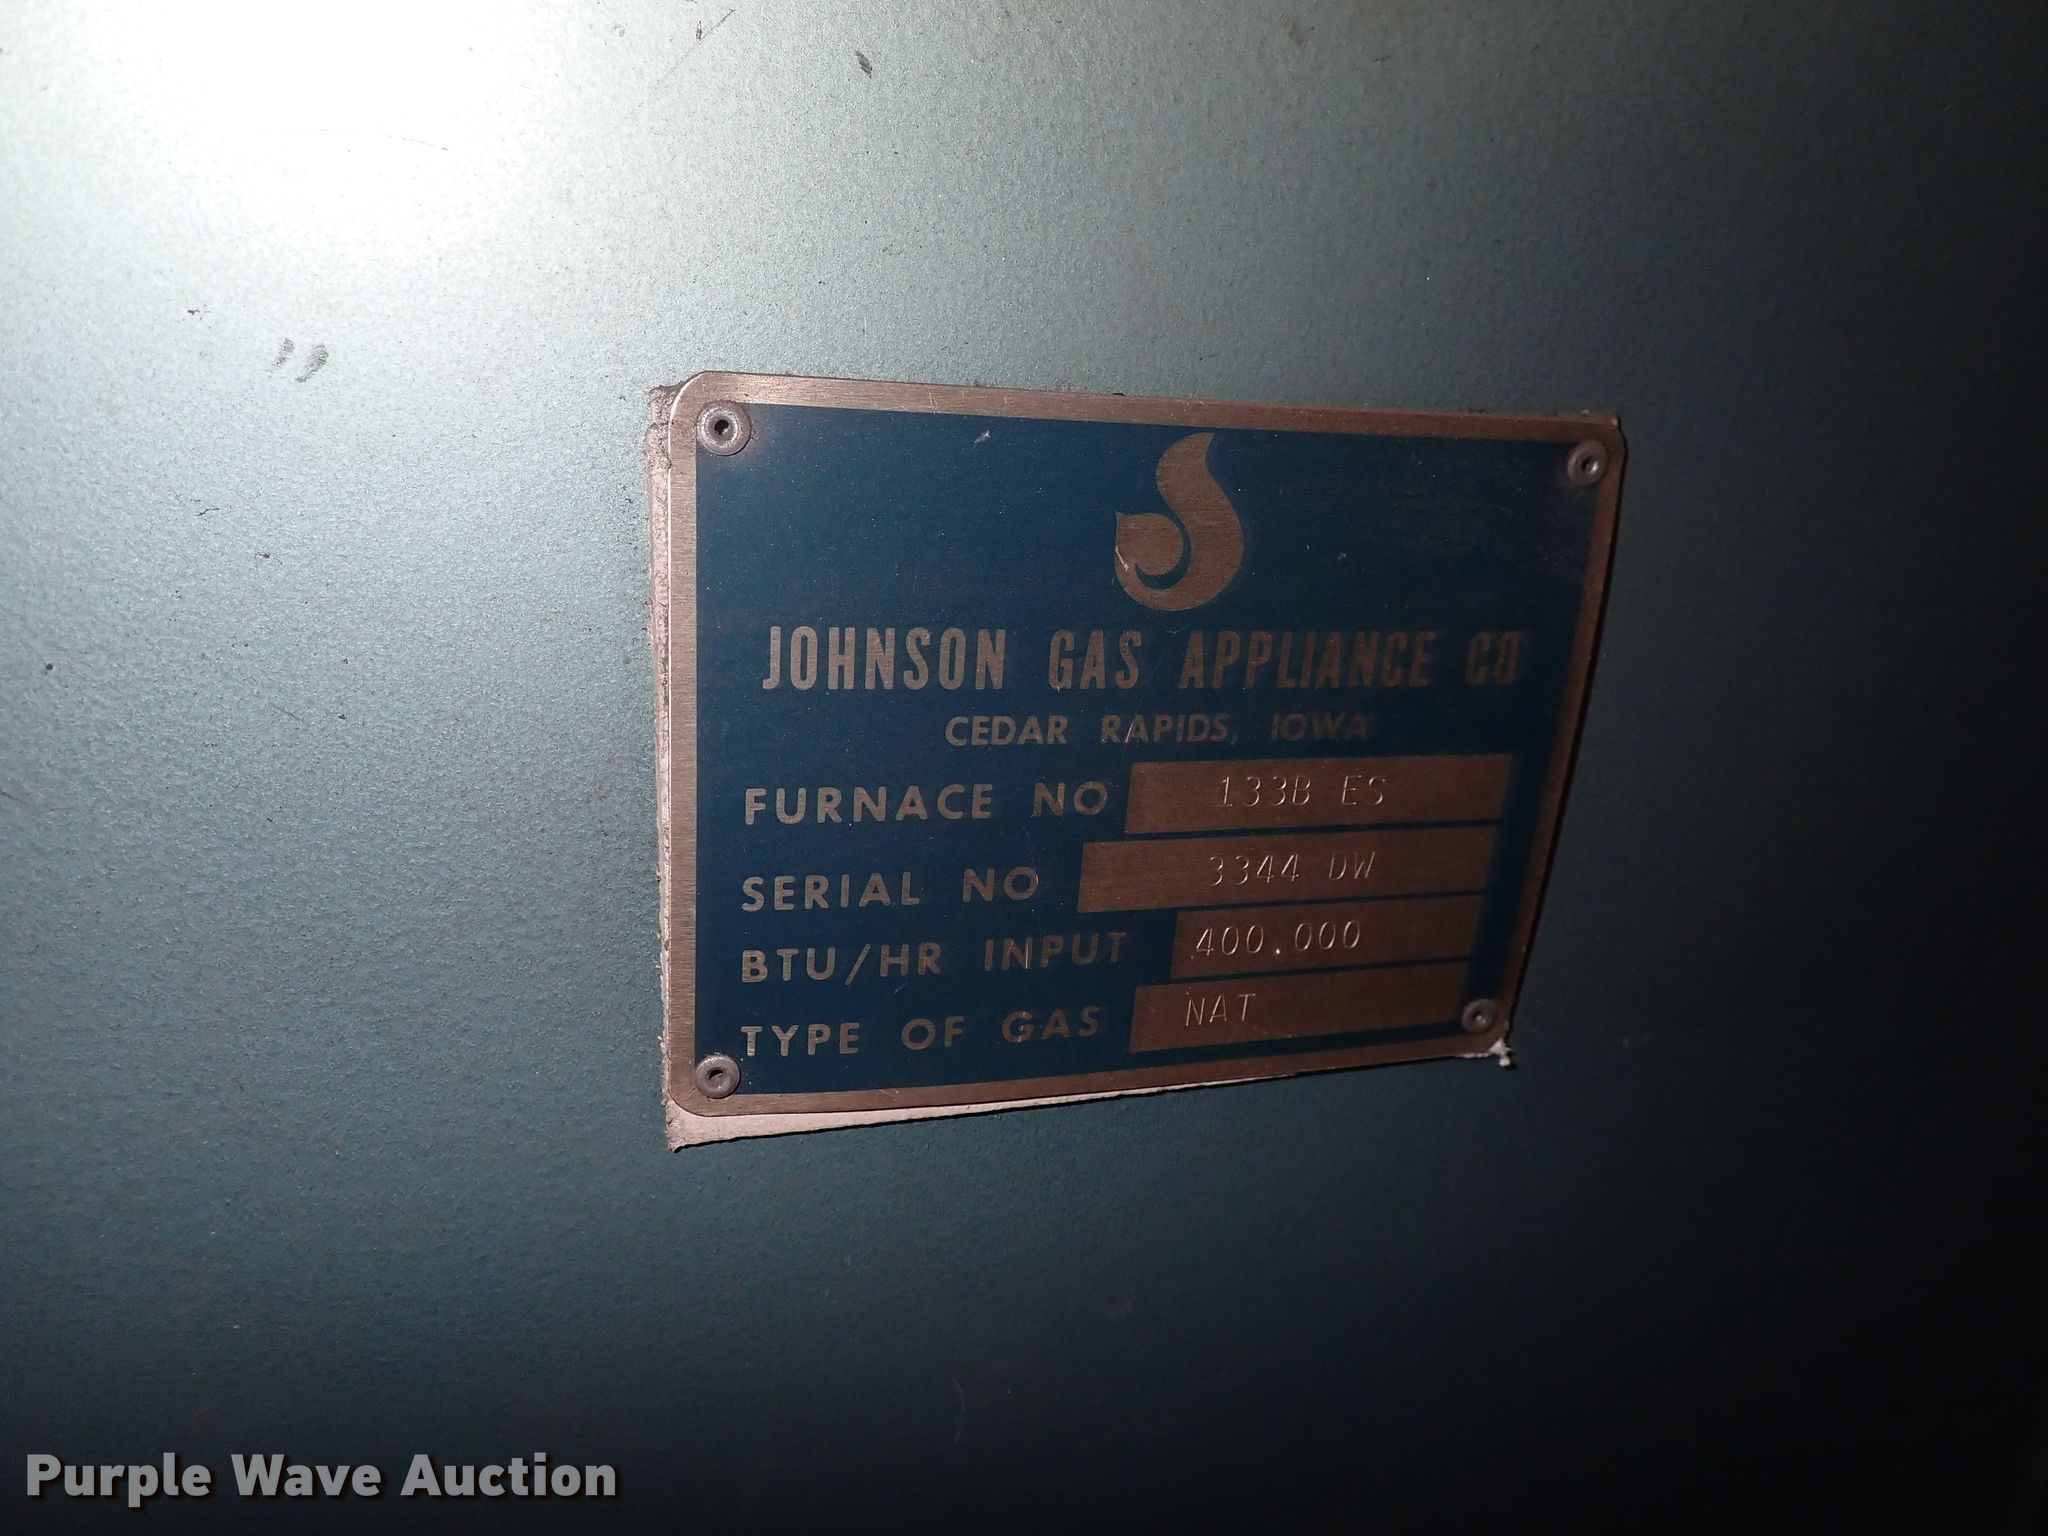 JOHNSON GAS APPLIANCE CO
CEDAR RAPIDS, IOWA
FURNACE NO 133B ES
SERIAL NO 3344 DW
BTU/HR INPUT 400.000
TYPE OF GAS NAT
Purple Wave Auction